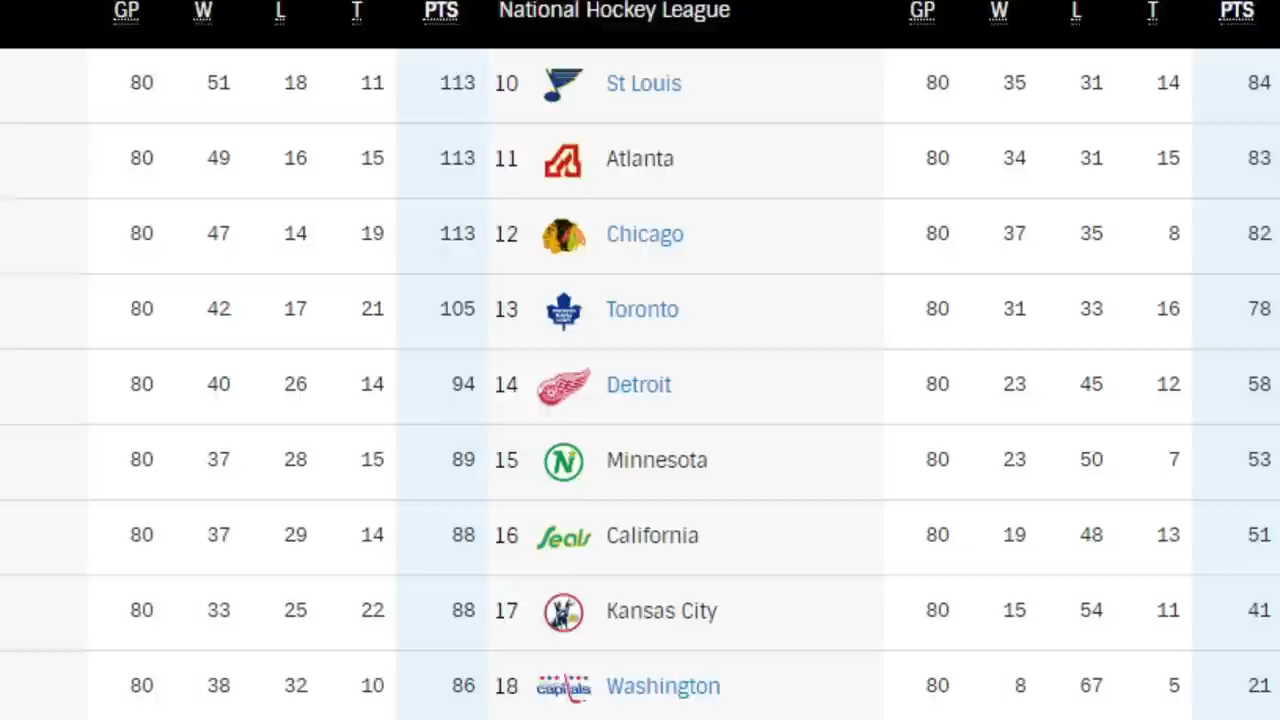 GP W L T PTS National Hockey League GP W L T PTS
80 51 18 11 113 10 St Louis 80 35 31 14 84
80 49 16 15 113 11 Atlanta 80 34 31 15 83
80 47 14 19 113 12 Chicago 80 37 35 8 82
80 42 17 21 105 13 Toronto 80 31 33 16 78
80 40 26 14 94 14 Detroit 80 23 45 12 58
80 37 28 15 89 15 N Minnesota 80 23 50 7 53
80 37 29 14 88 16 Seals California 80 19 48 13 51
80 33 25 22 88 17 Kansas City 80 15 54 11 41
80 38 32 10 86 18 capitals Washington 80 8 67 5 21